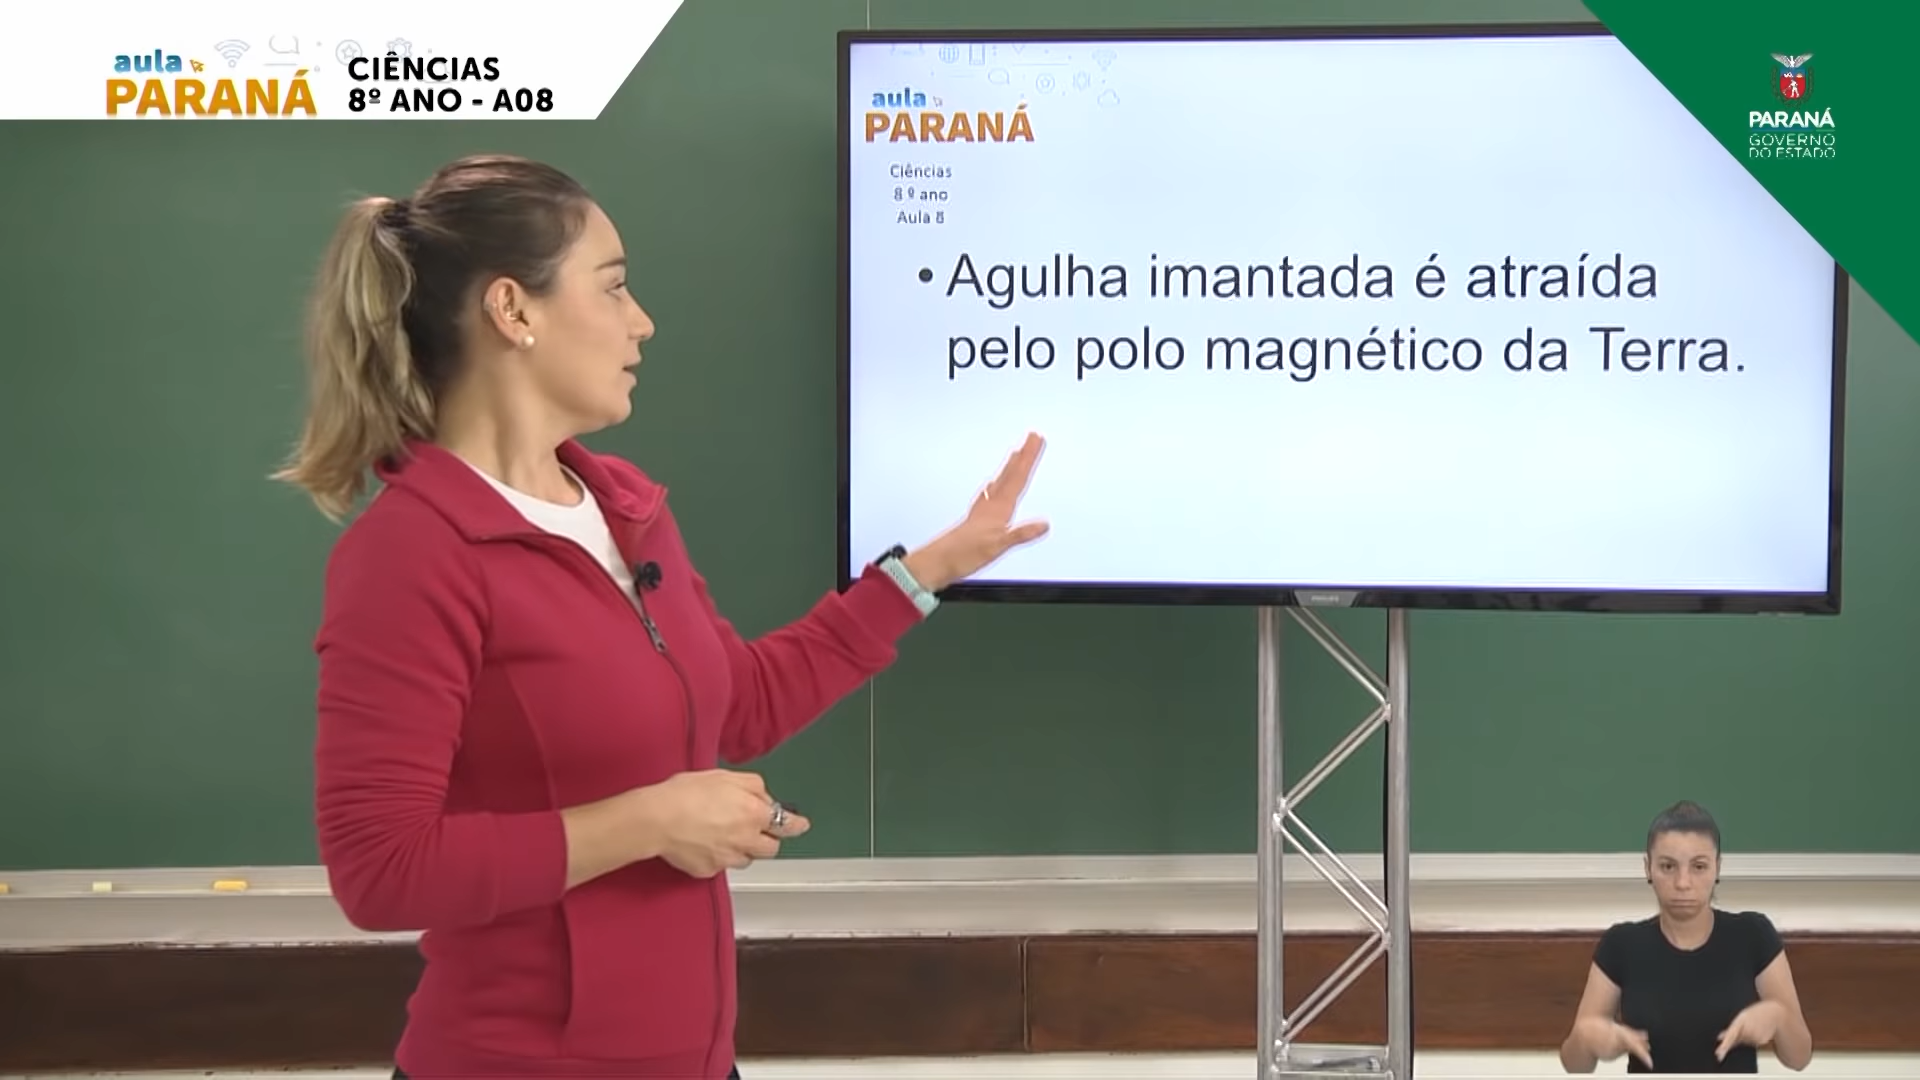 aula
PARANÁ
CIÊNCIAS
8º ANO - A08
aula
PARANÁ
Ciências
8º ano
Aula 8
• Agulha imantada é atraída
pelo polo magnético da Terra.
PARANÁ
GOVERNO
DO ESTADO
PHILIPS